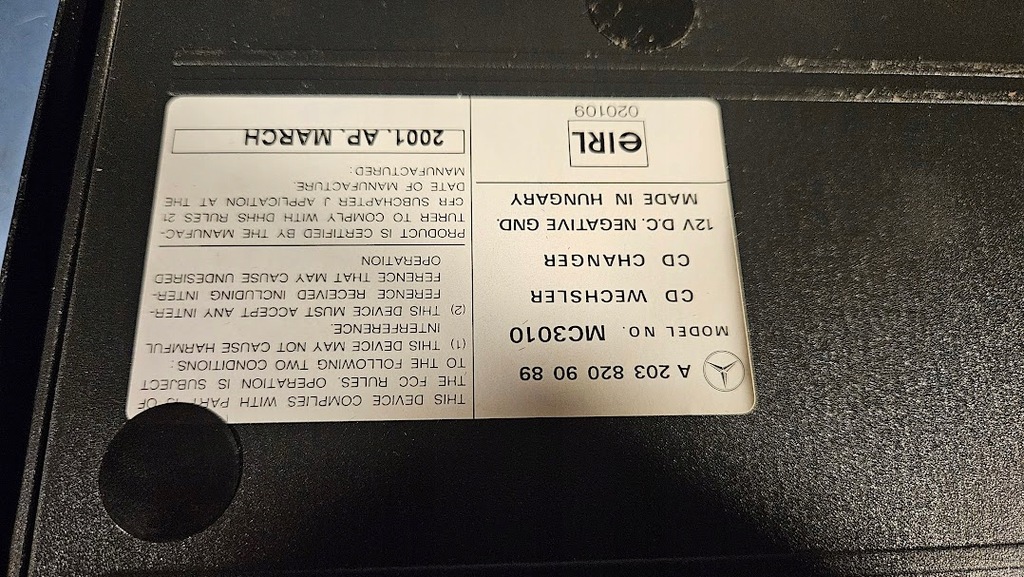 A 203 820 90 89
MODEL NO. MC3010
CD WECHSLER
CD CHANGER
12V D.C. NEGATIVE GND.
MADE IN HUNGARY
eIRL
020109
THIS DEVICE COMPLIES WITH PART 15 OF
THE FCC RULES. OPERATION IS SUBJECT
TO THE FOLLOWING TWO CONDITIONS:
(1) THIS DEVICE MAY NOT CAUSE HARMFUL
INTERFERENCE.
(2) THIS DEVICE MUST ACCEPT ANY INTER-
FERENCE RECEIVED INCLUDING INTER-
FERENCE THAT MAY CAUSE UNDESIRED
OPERATION
PRODUCT IS CERTIFIED BY THE MANUFAC-
TURER TO COMPLY WITH DHHS RULES 21
CFR SUBCHAPTER J APPLICATION AT THE
DATE OF MANUFACTURE.
MANUFACTURED:
2001. AP. MARCH